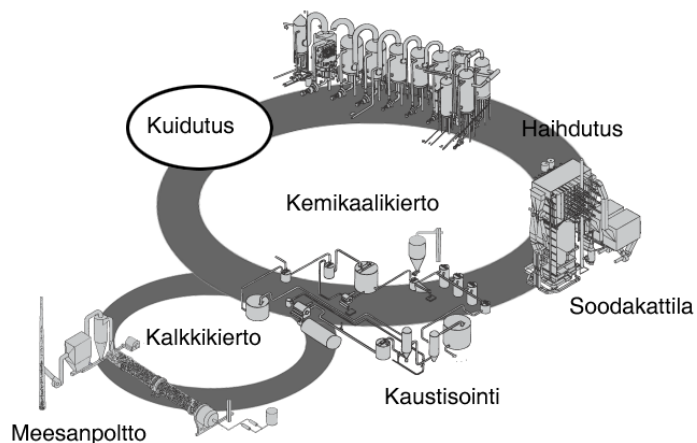 Kuidutus
Haihdutus
Kemikaalikierto
Soodakattila
Kalkkikierto
Kaustisointi
Meesanpoltto